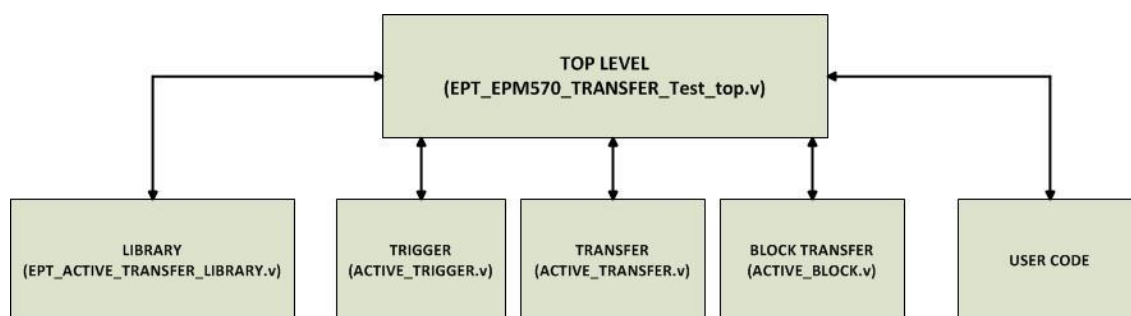 TOP LEVEL
(EPT_EPM570_TRANSFER_Test_top.v)
LIBRARY
(EPT_ACTIVE_TRANSFER_LIBRARY.v)
TRIGGER
(ACTIVE_TRIGGER.v)
TRANSFER
(ACTIVE_TRANSFER.v)
BLOCK TRANSFER
(ACTIVE_BLOCK.v)
USER CODE